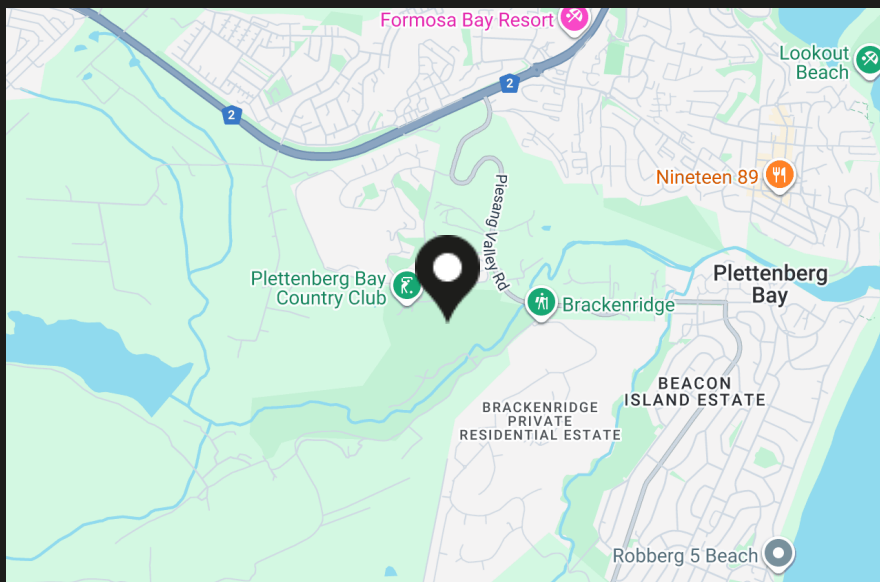 Formosa Bay Resort
Lookout
Beach
2
2
Nineteen 89
Piesang Valley Rd
Plettenberg Bay
Country Club
Plettenberg
Bay
Brackenridge
BEACON
ISLAND ESTATE
BRACKENRIDGE
PRIVATE
RESIDENTIAL ESTATE
Robberg 5 Beach